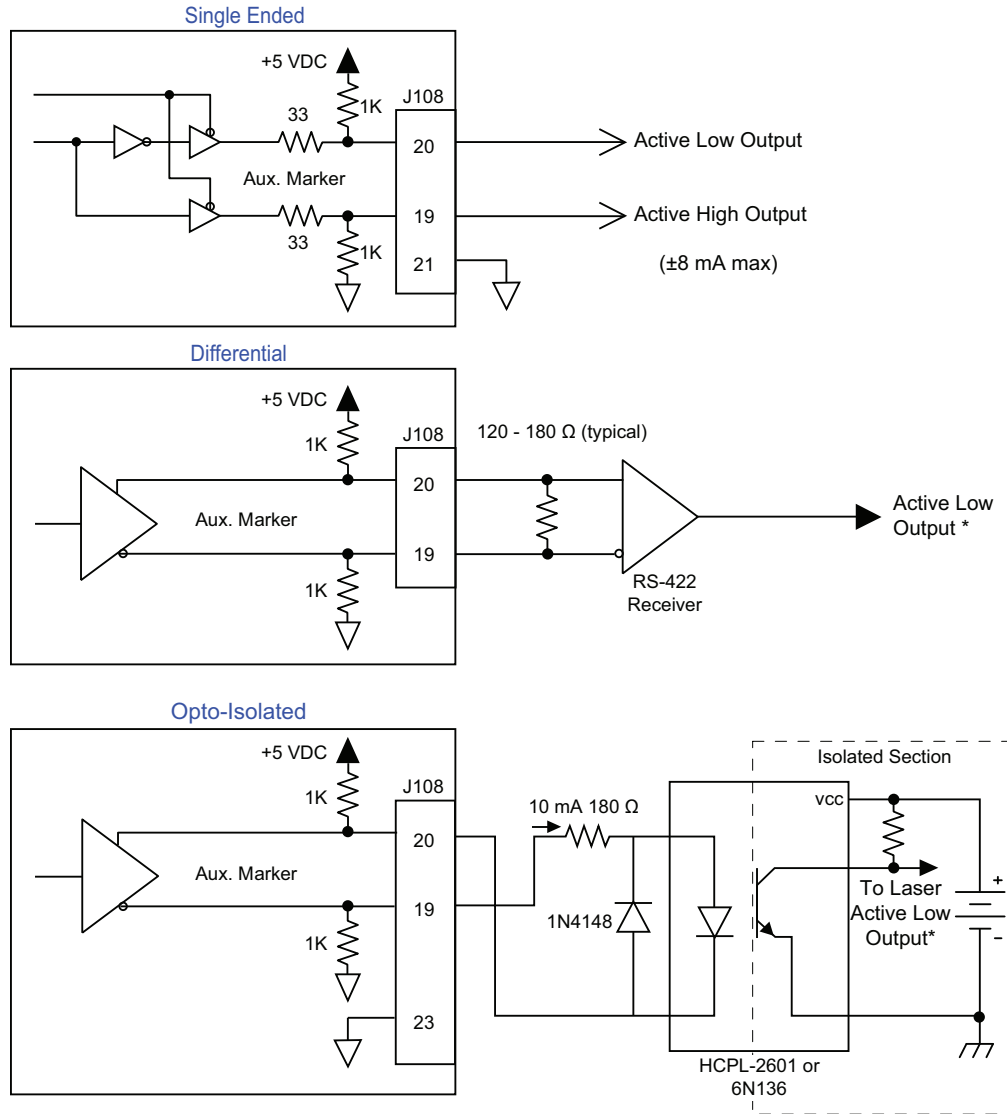 Single Ended
+5 VDC
J108
33
1K
20
Active Low Output
Aux. Marker
19
Active High Output
33
1K
21
(±8 mA max)
Differential
+5 VDC
J108
1K
120 - 180 Ω (typical)
20
Aux. Marker
Active Low
Output *
19
1K
RS-422
Receiver
Opto-Isolated
+5 VDC
Isolated Section
J108
1K
10 mA 180 Ω
vcc
20
Aux. Marker
To Laser
Active Low
Output*
+
-
19
1N4148
1K
23
HCPL-2601 or
6N136